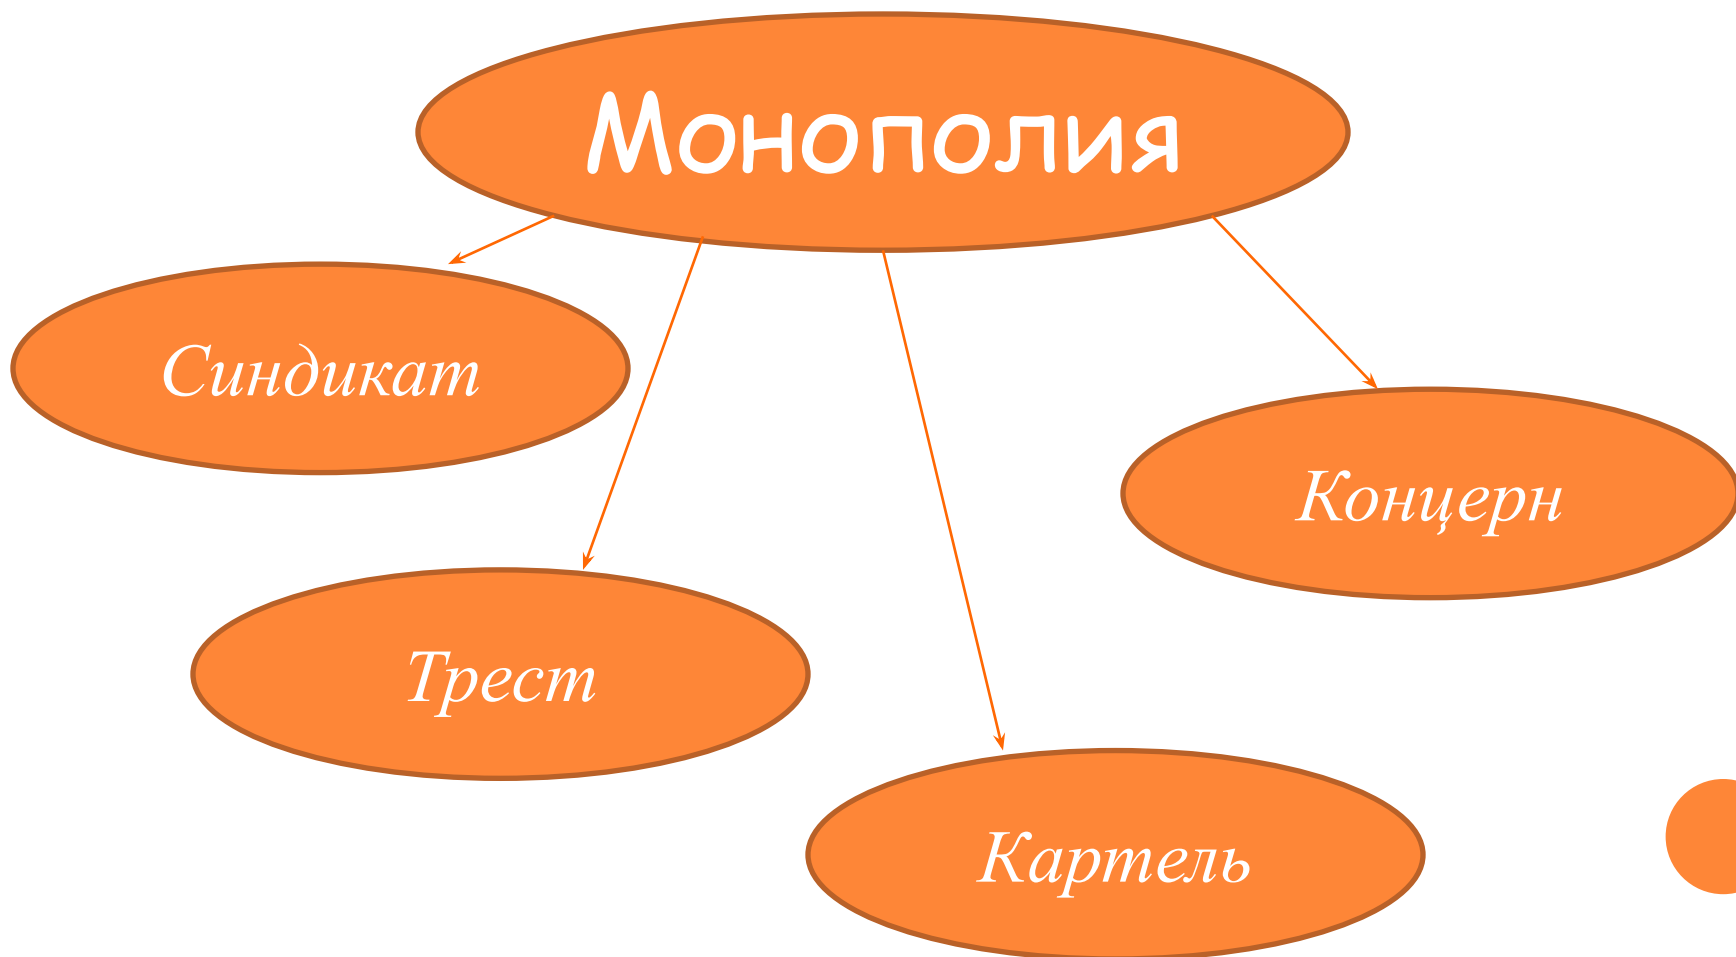 Монополия
Синдикат
Концерн
Трест
Картель